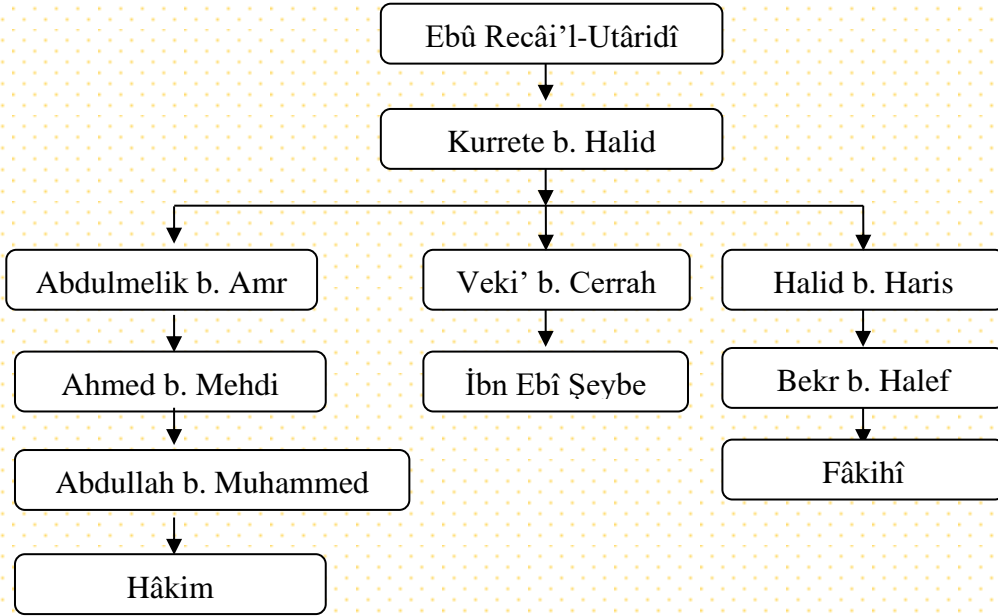 Ebû Recâi’l-Utâridî
Kurrete b. Halid
Abdulmelik b. Amr
Veki’ b. Cerrah
Halid b. Haris
Ahmed b. Mehdi
İbn Ebî Şeybe
Bekr b. Halef
Abdullah b. Muhammed
Fâkihî
Hâkim